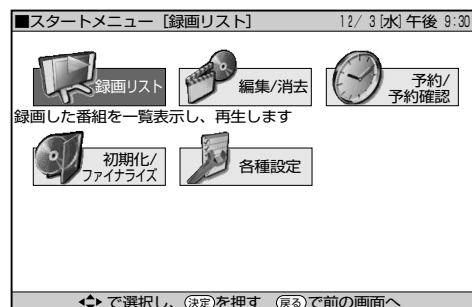 ■スタートメニュー［録画リスト］ 12/ 3[水]午後 9:30
録画リスト
編集/消去
予約/
予約確認
録画した番組を一覧表示し、再生します
初期化/
ファイナライズ
各種設定
で選択し、決定を押す 戻るで前の画面へ